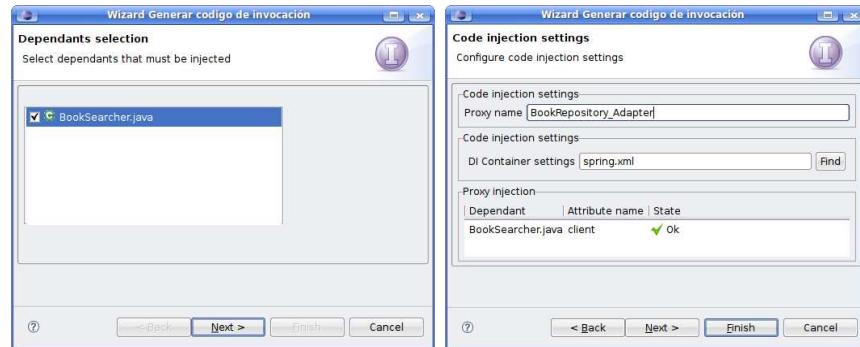 Wizard Generar codigo de invocación
Dependants selection
Select dependants that must be injected
BookSearcher.java
< Back
Next >
Finish
Cancel
Wizard Generar codigo de invocación
Code injection settings
Configure code injection settings
Code injection settings
Proxy name BookRepository_Adapter
Code injection settings
DI Container settings spring.xml Find
Proxy injection
Dependant Attribute name State
BookSearcher.java client Ok
< Back
Next >
Finish
Cancel